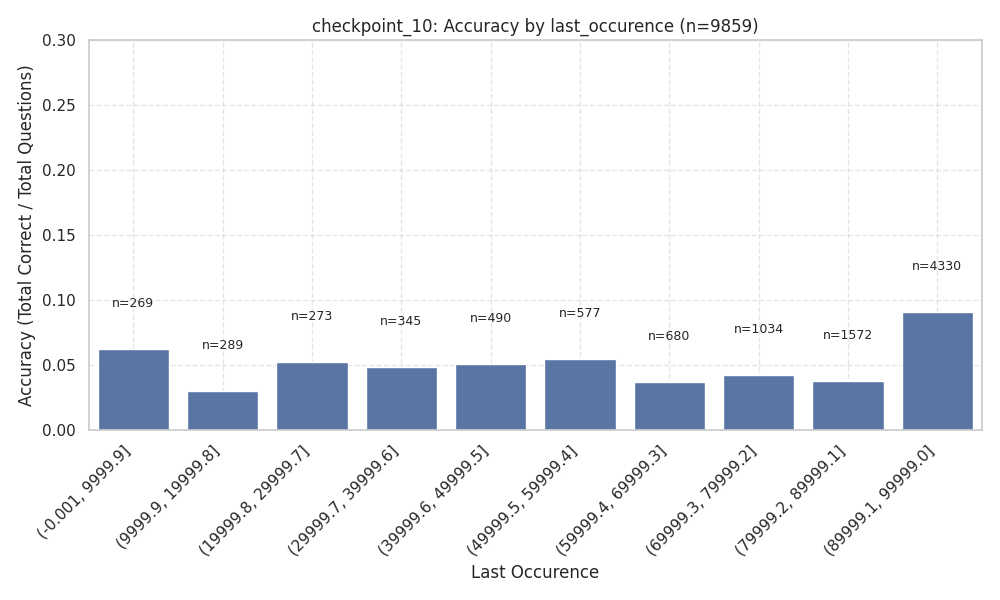 checkpoint_10: Accuracy by last_occurence (n=9859)
Accuracy (Total Correct / Total Questions)
0.30
0.25
0.20
0.15
0.10
0.05
0.00
n=269
n=289
n=273
n=345
n=490
n=577
n=680
n=1034
n=1572
n=4330
(-0.001, 9999.9]
(9999.9, 19999.8]
(19999.8, 29999.7]
(29999.7, 39999.6]
(39999.6, 49999.5]
(49999.5, 59999.4]
(59999.4, 69999.3]
(69999.3, 79999.2]
(79999.2, 89999.1]
(89999.1, 99999.0]
Last Occurence